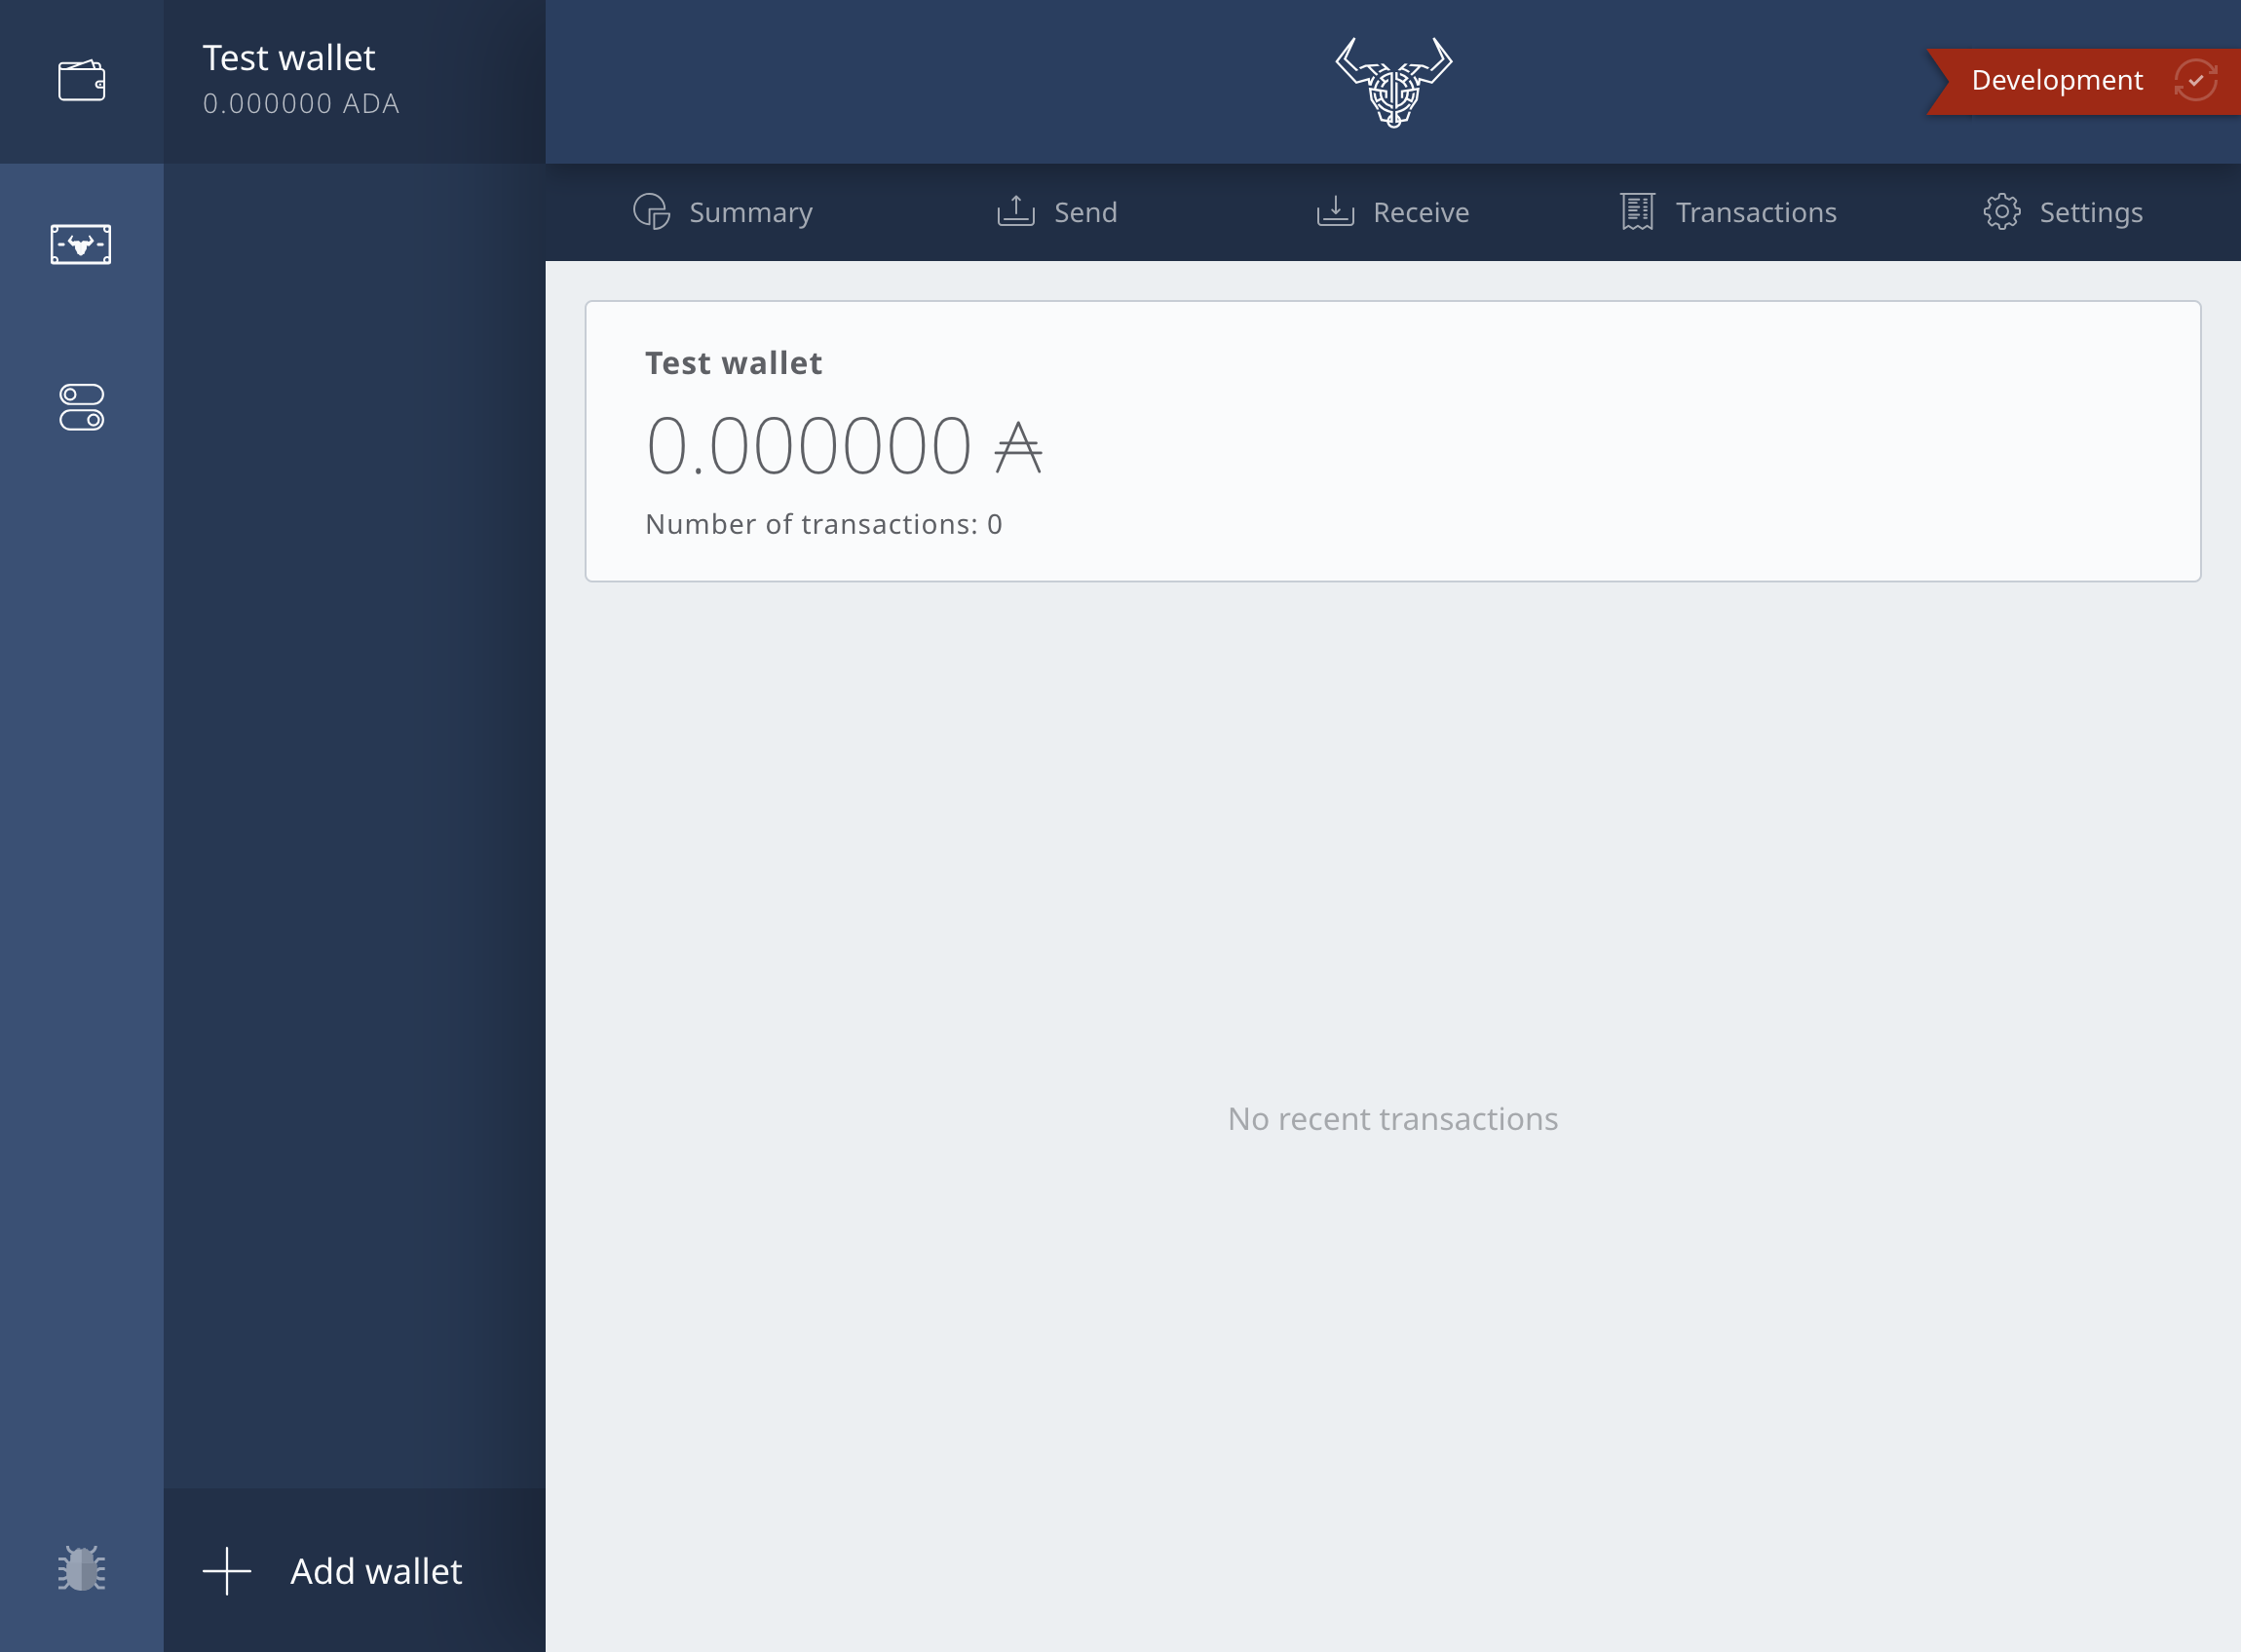 Test wallet
0.000000 ADA
Development
Summary
Send
Receive
Transactions
Settings
Test wallet
0.000000 ₳
Number of transactions: 0
No recent transactions
Add wallet